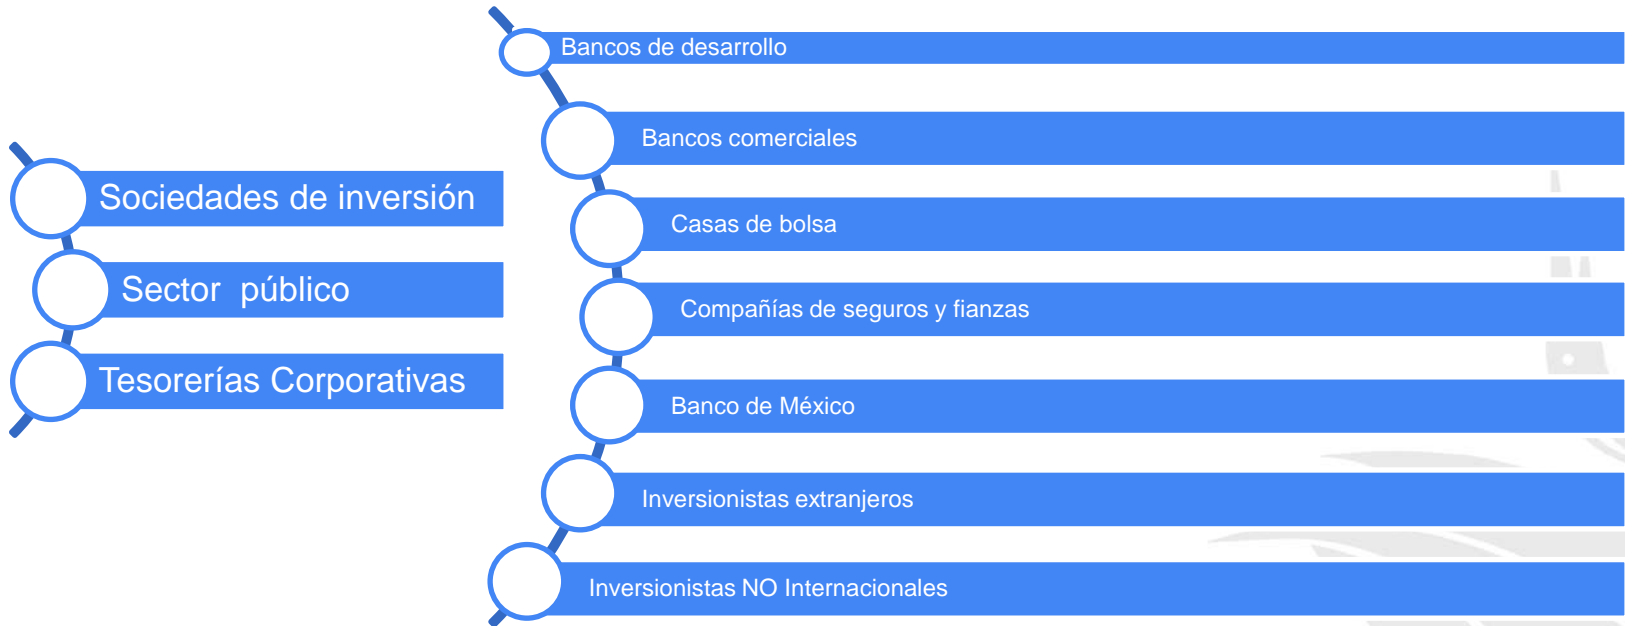 Sociedades de inversión
Sector público
Tesorerías Corporativas
Bancos de desarrollo
Bancos comerciales
Casas de bolsa
Compañías de seguros y fianzas
Banco de México
Inversionistas extranjeros
Inversionistas NO Internacionales